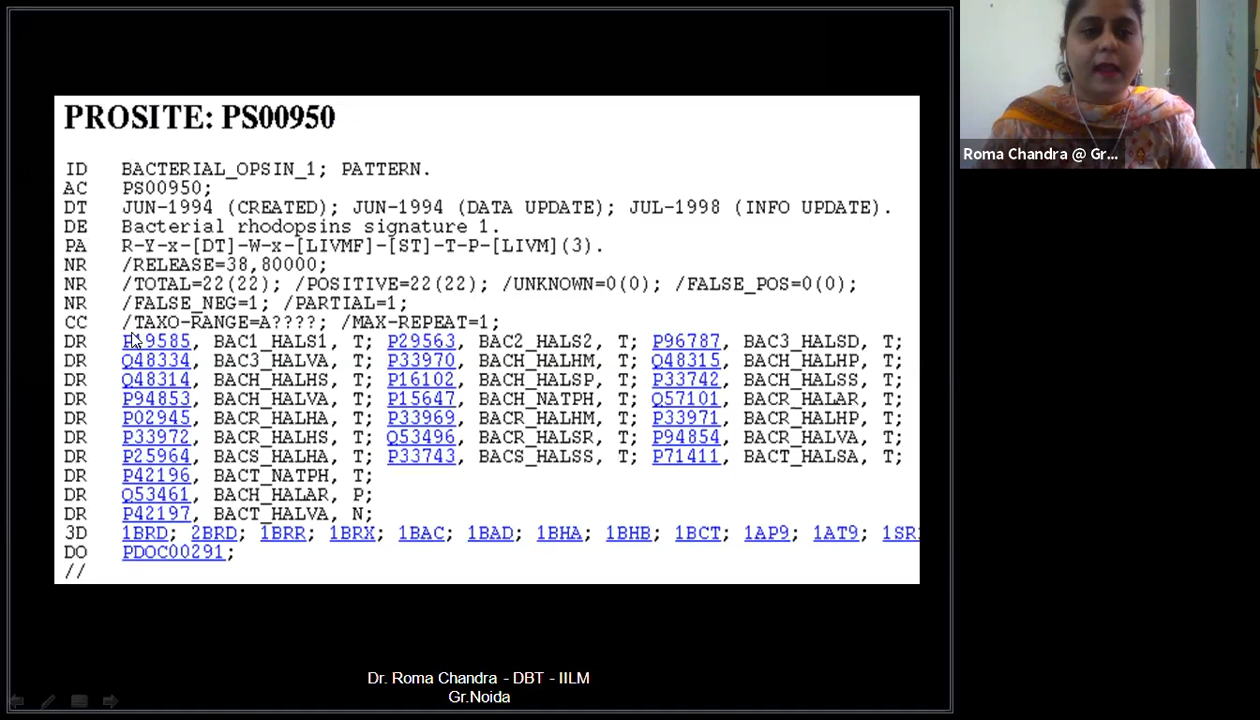 PROSITE: PS00950
ID BACTERIAL_OPSIN_1; PATTERN.
AC PS00950;
DT JUN-1994 (CREATED); JUN-1994 (DATA UPDATE); JUL-1998 (INFO UPDATE).
DE Bacterial rhodopsins signature 1.
PA R-Y-x-[DT]-W-x-[LIVMF]-[ST]-T-P-[LIVM](3).
NR /RELEASE=38,80000;
NR /TOTAL=22(22); /POSITIVE=22(22); /UNKNOWN=0(0); /FALSE_POS=0(0);
NR /FALSE_NEG=1; /PARTIAL=1;
CC /TAXO-RANGE=A????; /MAX-REPEAT=1;
DR BAC1_HALS1, T; P29563, BAC2_HALS2, T; P96787, BAC3_HALSD, T;
DR Q48334, BAC3_HALVA, T; P33970, BACH_HALHM, T; Q48315, BACH_HALHP, T;
DR Q48314, BACH_HALHS, T; P16102, BACH_HALSP, T; P33742, BACH_HALSS, T;
DR P94853, BACH_HALVA, T; P15647, BACH_NATPH, T; Q57101, BACR_HALAR, T;
DR P02945, BACR_HALHA, T; P33969, BACR_HALHM, T; P33971, BACR_HALHP, T;
DR P33972, BACR_HALHS, T; Q53496, BACR_HALSR, T; P94854, BACR_HALVA, T;
DR P25964, BACS_HALHA, T; P33743, BACS_HALSS, T; P71411, BACT_HALSA, T;
DR P42196, BACT_NATPH, T;
DR Q53461, BACH_HALAR, P;
DR P42197, BACT_HALVA, N;
3D 1BRD; 2BRD; 1BRR; 1BRX; 1BAC; 1BAD; 1BHA; 1BHB; 1BCT; 1AP9; 1AT9; 1SR
DO PDOC00291;
//
Dr. Roma Chandra - DBT - IILM
Gr.Noida
Roma Chandra @ Gr...